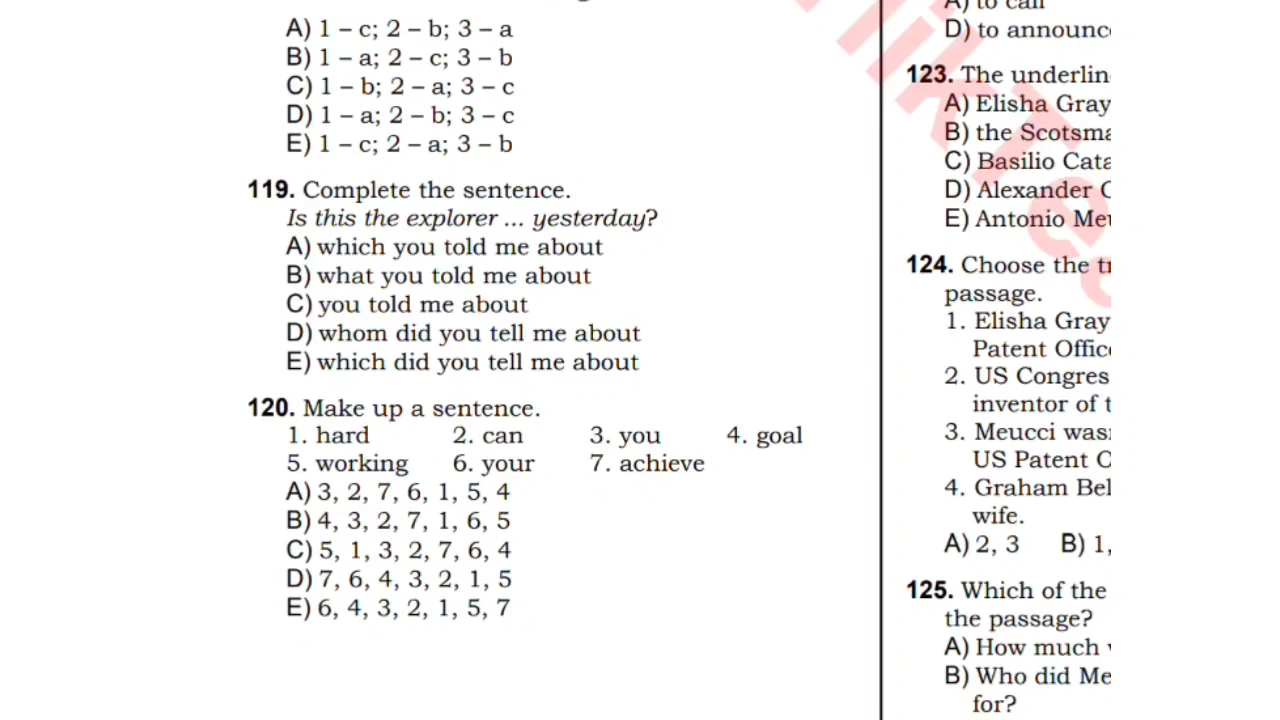 A) 1 – c; 2 – b; 3 – a
B) 1 – a; 2 – c; 3 – b
C) 1 – b; 2 – a; 3 – c
D) 1 – a; 2 – b; 3 – c
E) 1 – c; 2 – a; 3 – b
119. Complete the sentence.
Is this the explorer ... yesterday?
A) which you told me about
B) what you told me about
C) you told me about
D) whom did you tell me about
E) which did you tell me about
120. Make up a sentence.
1. hard 2. can 3. you 4. goal
5. working 6. your 7. achieve
A) 3, 2, 7, 6, 1, 5, 4
B) 4, 3, 2, 7, 1, 6, 5
C) 5, 1, 3, 2, 7, 6, 4
D) 7, 6, 4, 3, 2, 1, 5
E) 6, 4, 3, 2, 1, 5, 7
A) to call
D) to announc
123. The underlin
A) Elisha Gray
B) the Scotsma
C) Basilio Cata
D) Alexander
E) Antonio Meu
124. Choose the tr
passage.
1. Elisha Gray
Patent Offic
2. US Congres
inventor of t
3. Meucci was
US Patent
4. Graham Bel
wife.
A) 2, 3 B) 1,
125. Which of the
the passage?
A) How much
B) Who did Me
for?